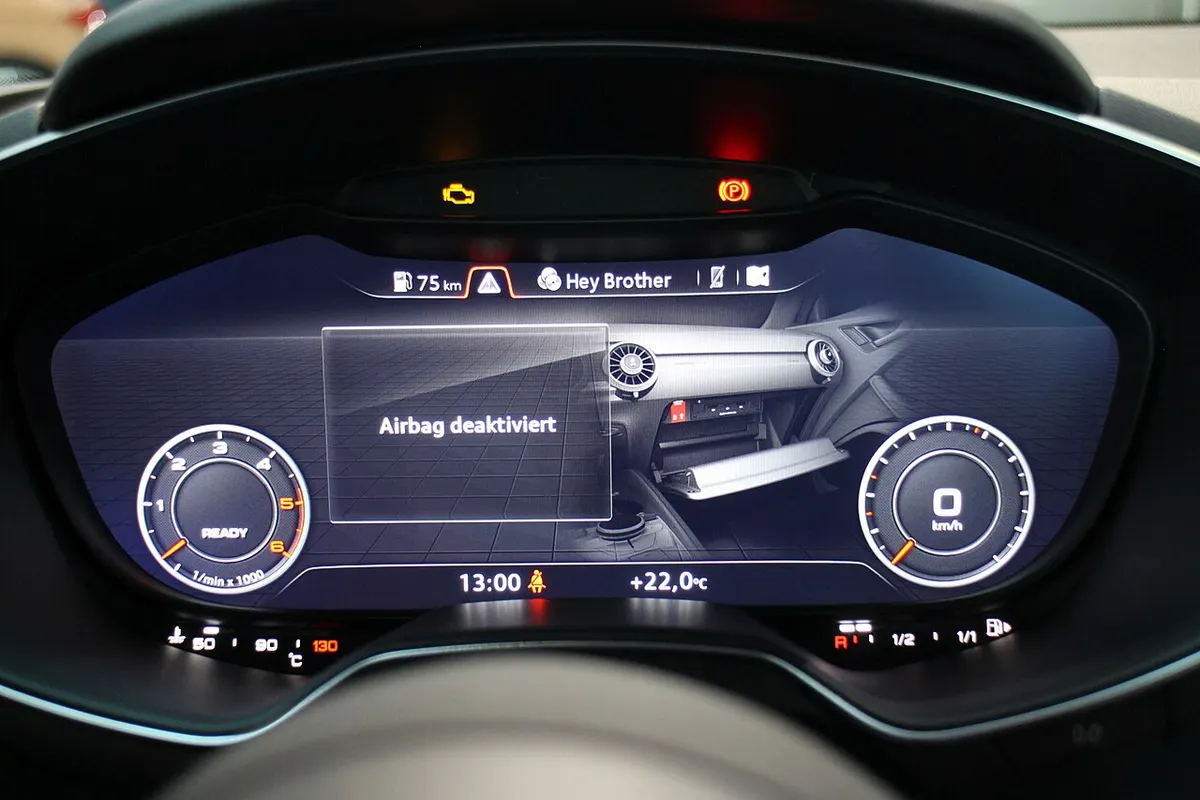 75 km
Hey Brother
Airbag deaktiviert
1
2
3
4
5
6
READY
1/min x 1000
0
km/h
13:00
+22,0°C
50
90
130
°C
R
1/2
1/1